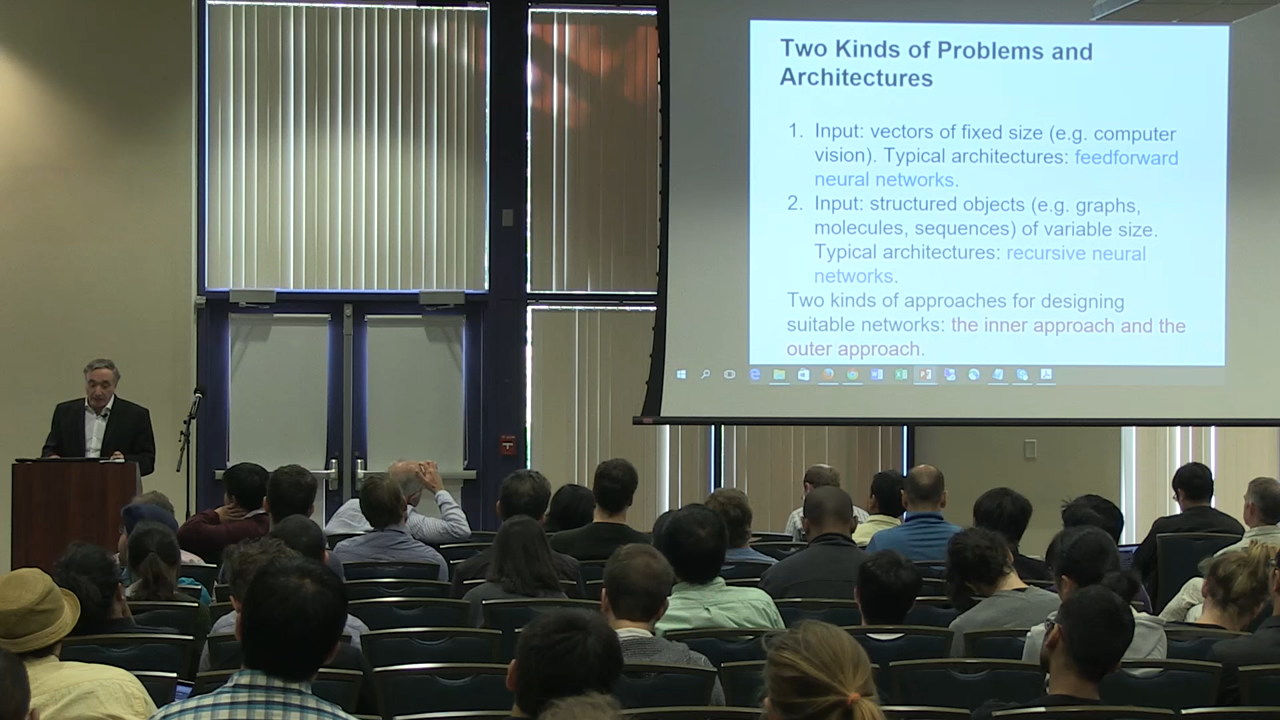 Two Kinds of Problems and
Architectures
1. Input: vectors of fixed size (e.g. computer
vision). Typical architectures: feedforward
neural networks.
2. Input: structured objects (e.g. graphs,
molecules, sequences) of variable size.
Typical architectures: recursive neural
networks.
Two kinds of approaches for designing
suitable networks: the inner approach and the
outer approach.